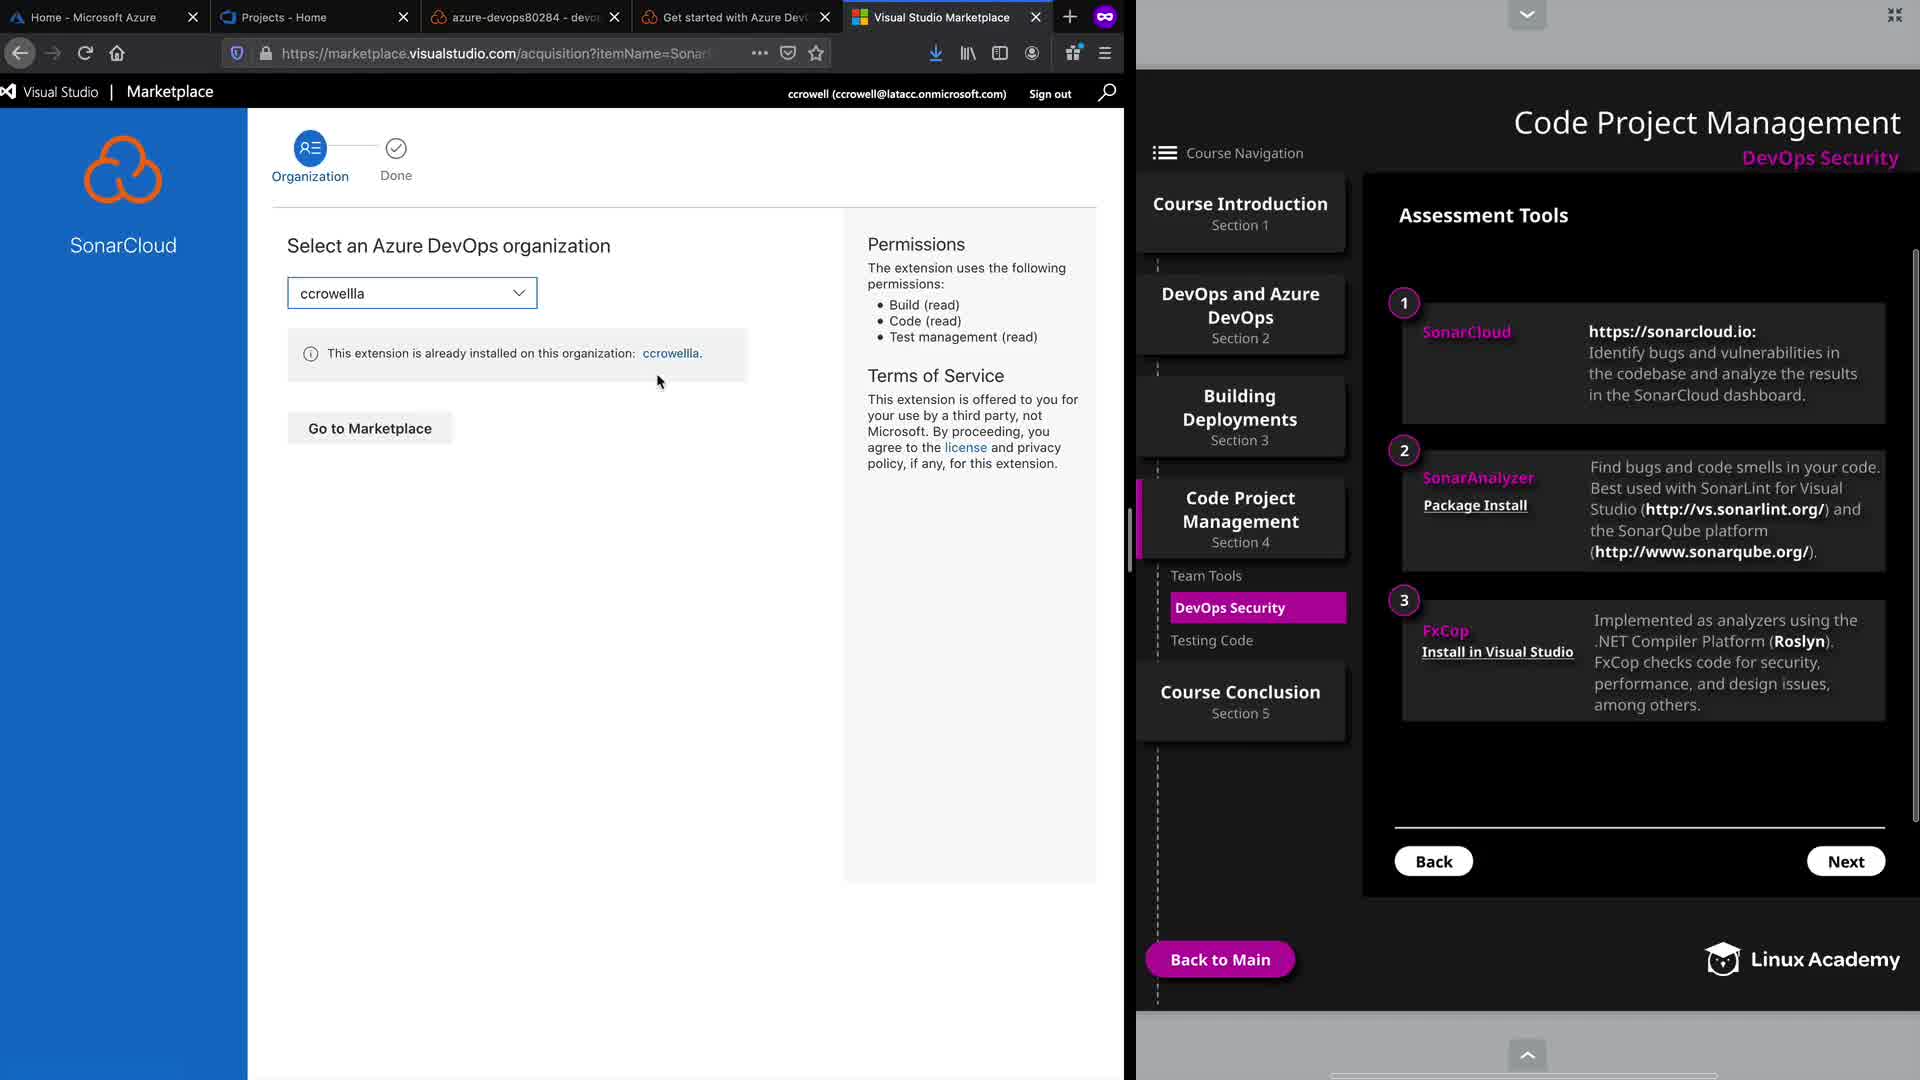 Home - Microsoft Azure
Projects - Home
azure-devops80284 - devo
Get started with Azure Dev
Visual Studio Marketplace
https://marketplace.visualstudio.com/acquisition?itemName=Sonar
Visual Studio | Marketplace
ccrowell (ccrowell@latacc.onmicrosoft.com)
Sign out
SonarCloud
Organization
Done
Select an Azure DevOps organization
ccrowellla
This extension is already installed on this organization: ccrowellla.
Go to Marketplace
Permissions
The extension uses the following
permissions:
• Build (read)
• Code (read)
• Test management (read)
Terms of Service
This extension is offered to you for
your use by a third party, not
Microsoft. By proceeding, you
agree to the license and privacy
policy, if any, for this extension.
Code Project Management
DevOps Security
Course Navigation
Course Introduction
Section 1
DevOps and Azure
DevOps
Section 2
Building
Deployments
Section 3
Code Project
Management
Section 4
Team Tools
DevOps Security
Testing Code
Course Conclusion
Section 5
Back to Main
Assessment Tools
1
SonarCloud
https://sonarcloud.io:
Identify bugs and vulnerabilities in
the codebase and analyze the results
in the SonarCloud dashboard.
2
SonarAnalyzer
Package Install
Find bugs and code smells in your code.
Best used with SonarLint for Visual
Studio (http://vs.sonarlint.org/) and
the SonarQube platform
(http://www.sonarqube.org/).
3
FxCop
Install in Visual Studio
Implemented as analyzers using the
.NET Compiler Platform (Roslyn).
FxCop checks code for security,
performance, and design issues,
among others.
Back
Next
Linux Academy